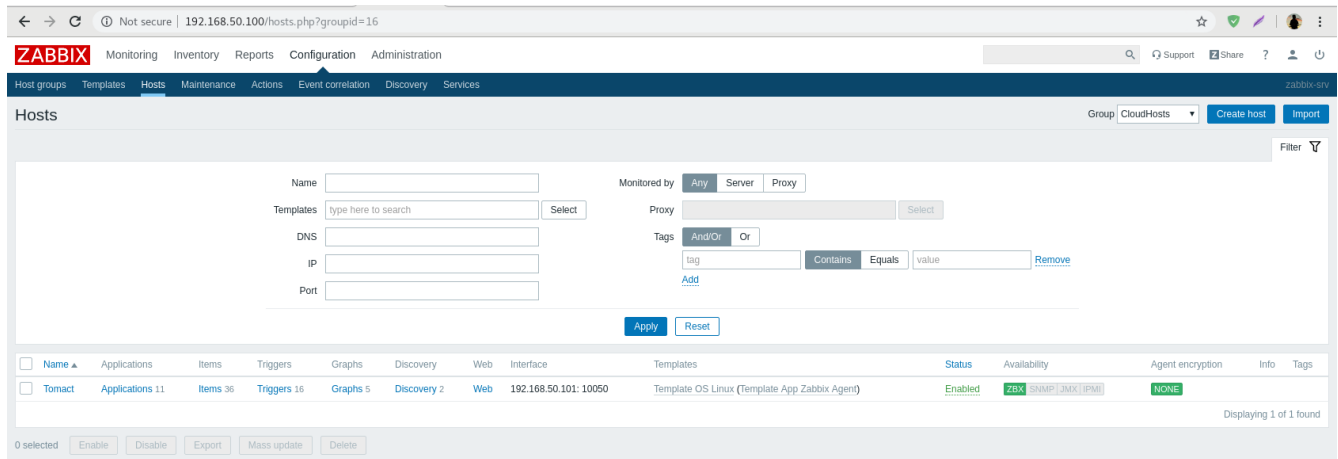 Not secure | 192.168.50.100/hosts.php?groupid=16
ZABBIX Monitoring Inventory Reports Configuration Administration Support Z Share ?
Host groups Templates Hosts Maintenance Actions Event correlation Discovery Services zabbix-srv
Hosts Group CloudHosts Create host Import
Filter
Name Monitored by Any Server Proxy
Templates type here to search Select Proxy Select
DNS Tags And/Or Or
IP tag Contains Equals value Remove
Add
Port
Apply Reset
Name Applications Items Triggers Graphs Discovery Web Interface Templates Status Availability Agent encryption Info Tags
Tomact Applications 11 Items 36 Triggers 16 Graphs 5 Discovery 2 Web 192.168.50.101: 10050 Template OS Linux (Template App Zabbix Agent) Enabled ZBX SNMP JMX IPMI NONE
Displaying 1 of 1 found
0 selected Enable Disable Export Mass update Delete